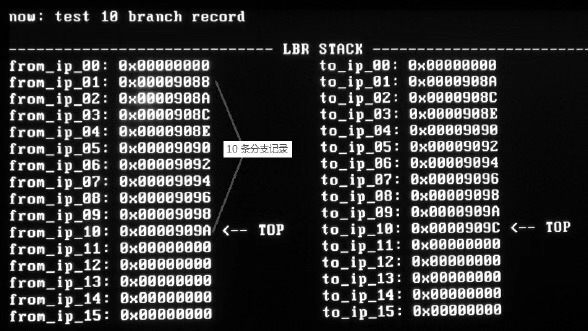 now: test 10 branch record
---------------------------- LBR STACK ----------------------------
from_ip_00: 0x00000000 to_ip_00: 0x00000000
from_ip_01: 0x00009088 to_ip_01: 0x0000908A
from_ip_02: 0x0000908A to_ip_02: 0x0000908C
from_ip_03: 0x0000908C to_ip_03: 0x0000908E
from_ip_04: 0x0000908E to_ip_04: 0x00009090
from_ip_05: 0x00009090 to_ip_05: 0x00009092
10 条分支记录
from_ip_06: 0x00009092 to_ip_06: 0x00009094
from_ip_07: 0x00009094 to_ip_07: 0x00009096
from_ip_08: 0x00009096 to_ip_08: 0x00009098
from_ip_09: 0x00009098 to_ip_09: 0x0000909A
from_ip_10: 0x0000909A <-- TOP to_ip_10: 0x0000909C <-- TOP
from_ip_11: 0x00000000 to_ip_11: 0x00000000
from_ip_12: 0x00000000 to_ip_12: 0x00000000
from_ip_13: 0x00000000 to_ip_13: 0x00000000
from_ip_14: 0x00000000 to_ip_14: 0x00000000
from_ip_15: 0x00000000 to_ip_15: 0x00000000